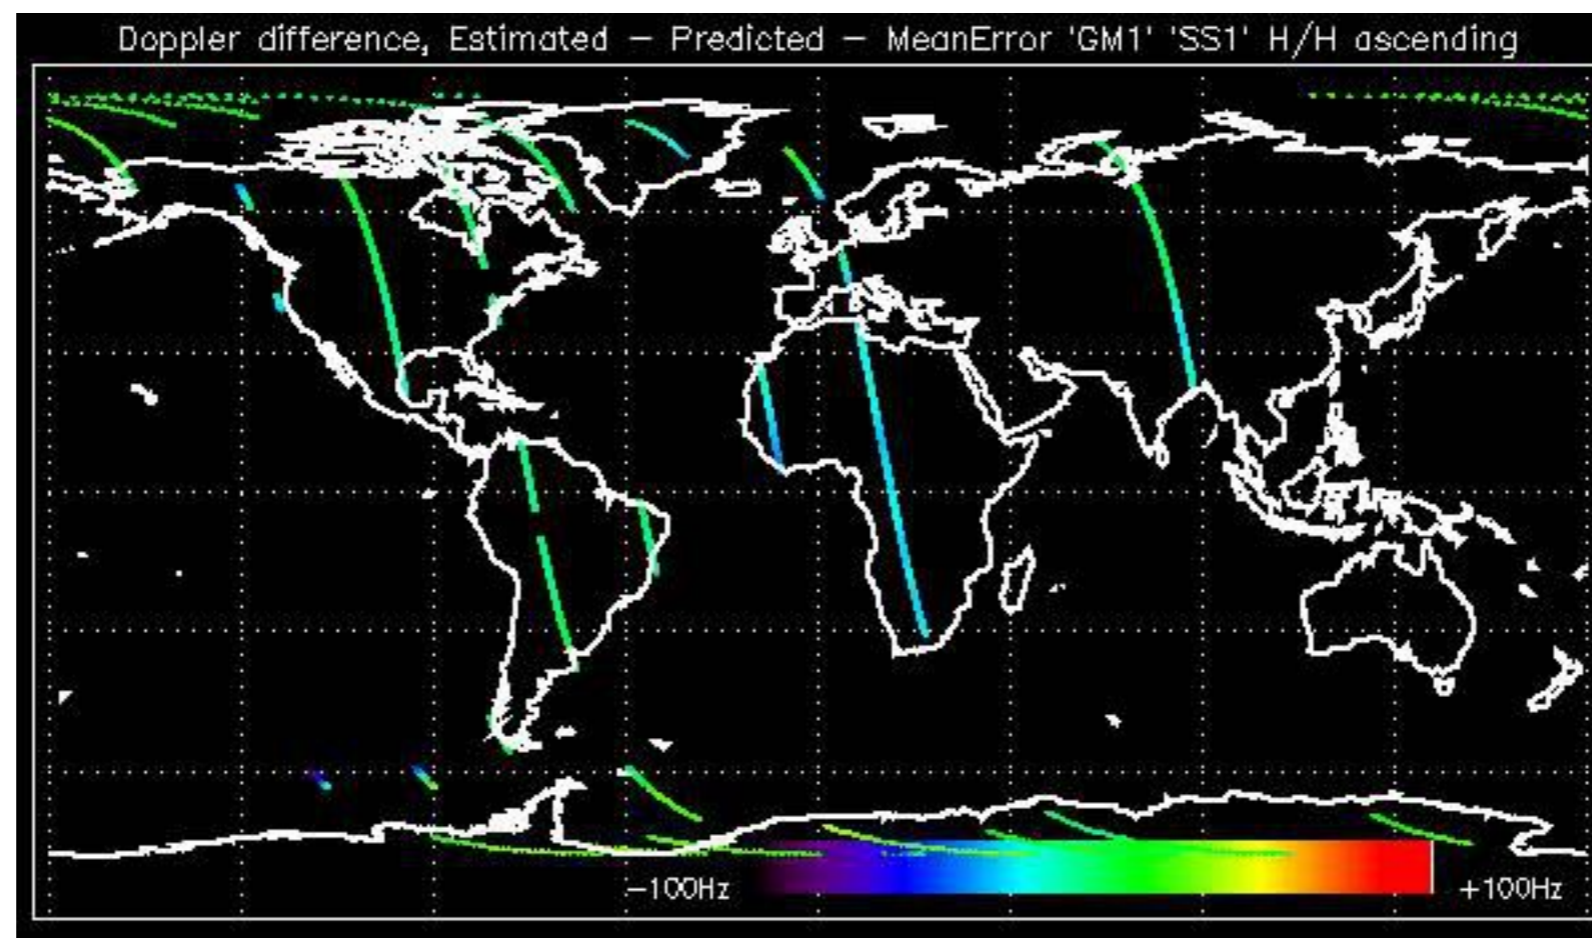 Doppler difference, Estimated – Predicted – MeanError 'GM1' 'SS1' H/H ascending
–100Hz +100Hz